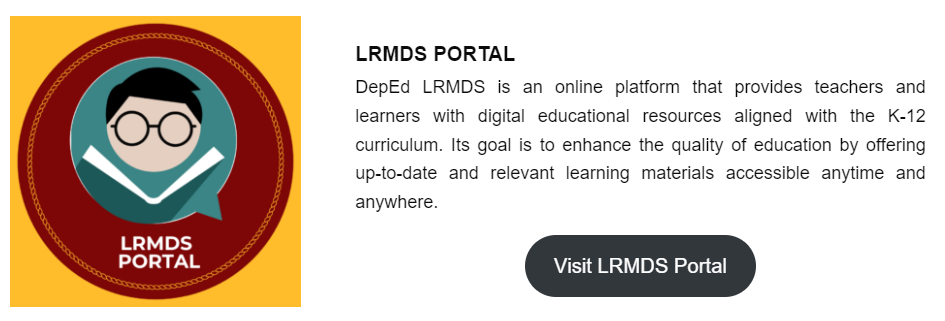 LRMDS
PORTAL
LRMDS PORTAL
DepEd LRMDS is an online platform that provides teachers and
learners with digital educational resources aligned with the K-12
curriculum. Its goal is to enhance the quality of education by offering
up-to-date and relevant learning materials accessible anytime and
anywhere.
Visit LRMDS Portal